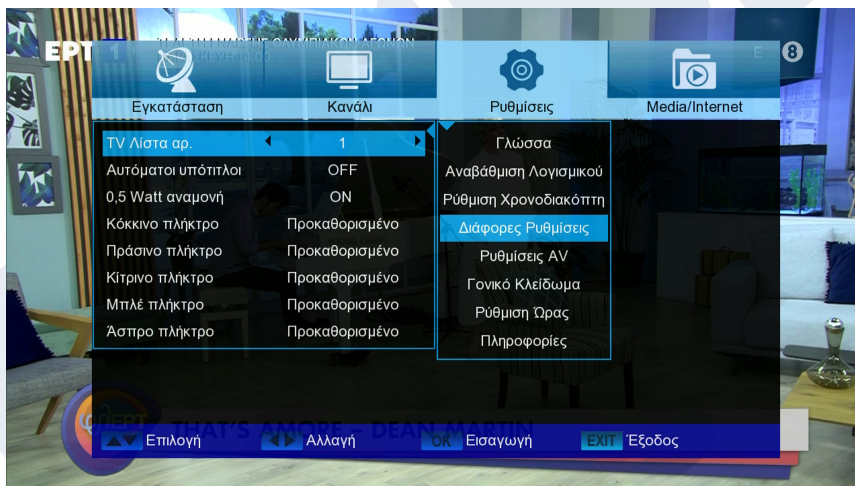 ΕΡΤ 1
Ε 8
Εγκατάσταση Κανάλι Ρυθμίσεις Media/Internet
TV Λίστα αρ. 1 Γλώσσα
Αυτόματοι υπότιτλοι OFF Αναβάθμιση Λογισμικού
0,5 Watt αναμονή ON Ρύθμιση Χρονοδιακόπτη
Κόκκινο πλήκτρο Προκαθορισμένο Διάφορες Ρυθμίσεις
Πράσινο πλήκτρο Προκαθορισμένο Ρυθμίσεις AV
Κίτρινο πλήκτρο Προκαθορισμένο Γονικό Κλείδωμα
Μπλέ πλήκτρο Προκαθορισμένο Ρύθμιση Ώρας
Άσπρο πλήκτρο Προκαθορισμένο Πληροφορίες
φλΕΡΤ
THAT'S AMORE – DEAN MARTIN
Επιλογή Αλλαγή OK Εισαγωγή EXIT Έξοδος